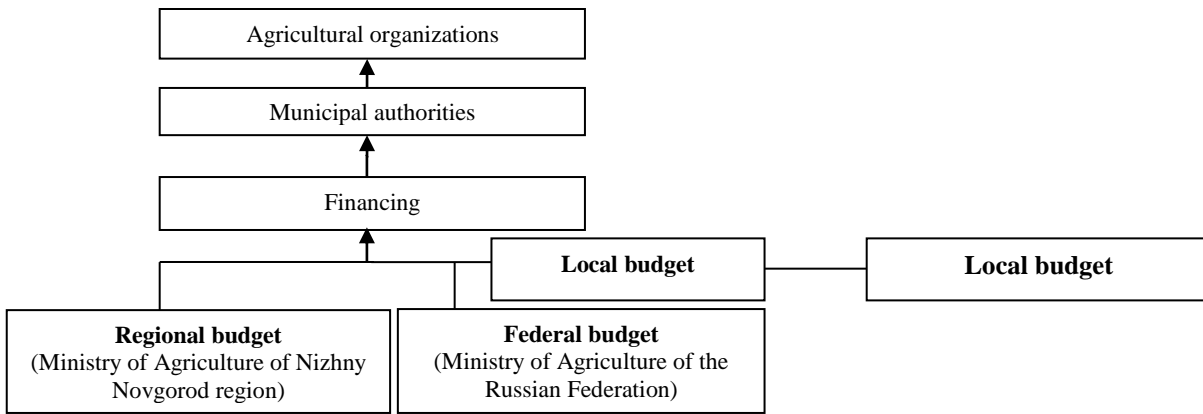 Agricultural organizations
Municipal authorities
Financing
Local budget
Local budget
Regional budget
(Ministry of Agriculture of Nizhny
Novgorod region)
Federal budget
(Ministry of Agriculture of the
Russian Federation)